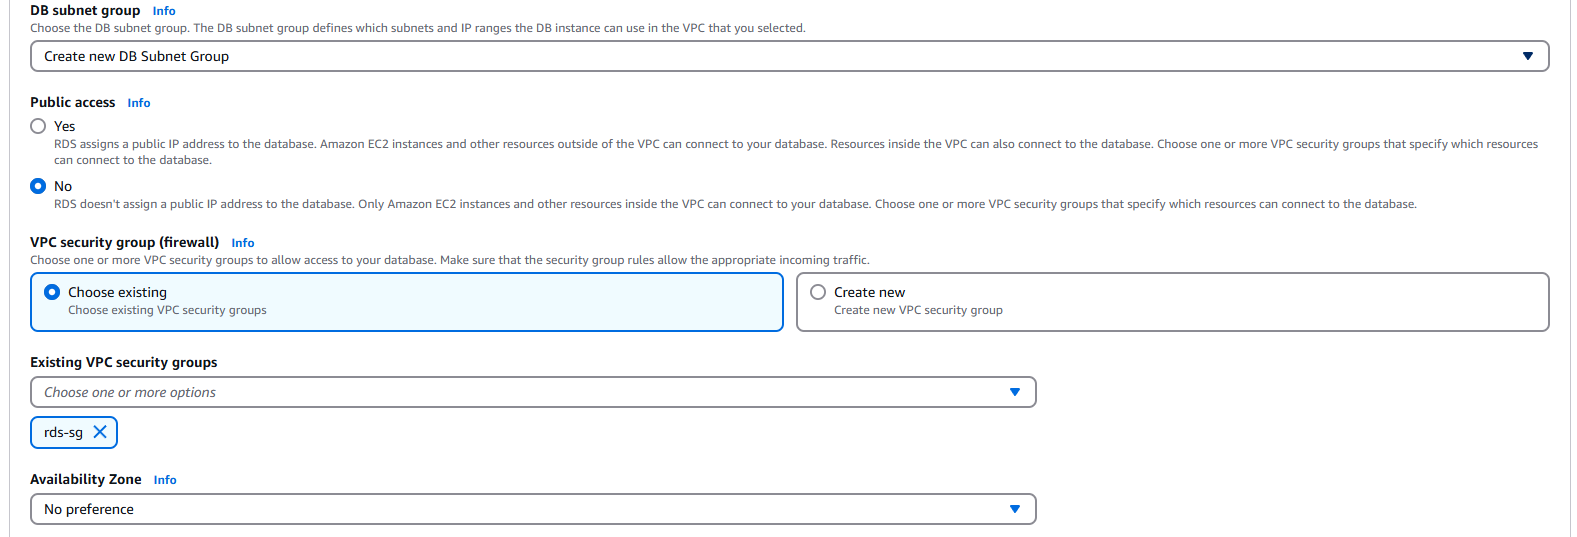 DB subnet group Info
Choose the DB subnet group. The DB subnet group defines which subnets and IP ranges the DB instance can use in the VPC that you selected.
Create new DB Subnet Group
Public access Info
Yes
RDS assigns a public IP address to the database. Amazon EC2 instances and other resources outside of the VPC can connect to your database. Resources inside the VPC can also connect to the database. Choose one or more VPC security groups that specify which resources
can connect to the database.
No
RDS doesn't assign a public IP address to the database. Only Amazon EC2 instances and other resources inside the VPC can connect to your database. Choose one or more VPC security groups that specify which resources can connect to the database.
VPC security group (firewall) Info
Choose one or more VPC security groups to allow access to your database. Make sure that the security group rules allow the appropriate incoming traffic.
Choose existing
Choose existing VPC security groups
Create new
Create new VPC security group
Existing VPC security groups
Choose one or more options
rds-sg
Availability Zone Info
No preference